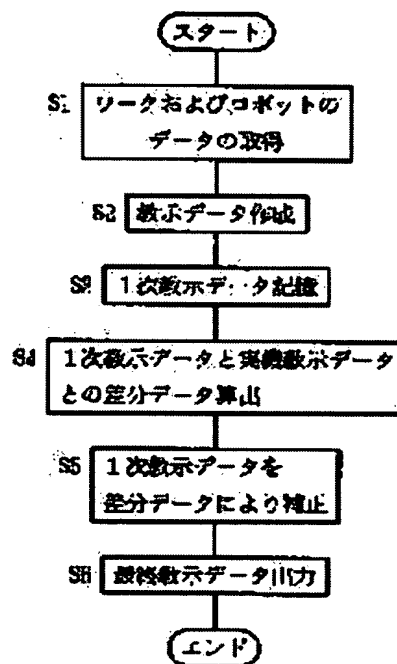 スタート
S1 ワークおよびロボットの
データの取得
S2 教示データ作成
S3 1次教示データ記憶
S4 1次教示データと実機教示データ
との差分データ算出
S5 1次教示データを
差分データにより補正
S6 最終教示データ出力
エンド